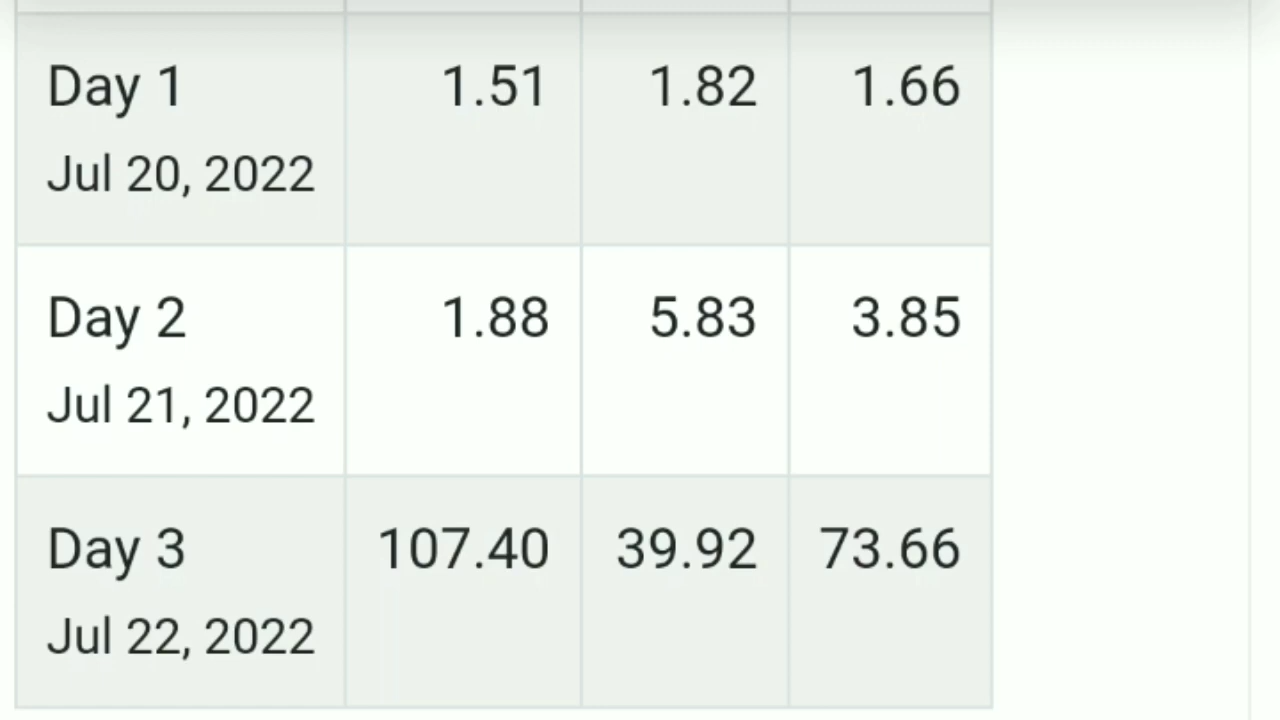 Day 1 1.51 1.82 1.66
Jul 20, 2022
Day 2 1.88 5.83 3.85
Jul 21, 2022
Day 3 107.40 39.92 73.66
Jul 22, 2022